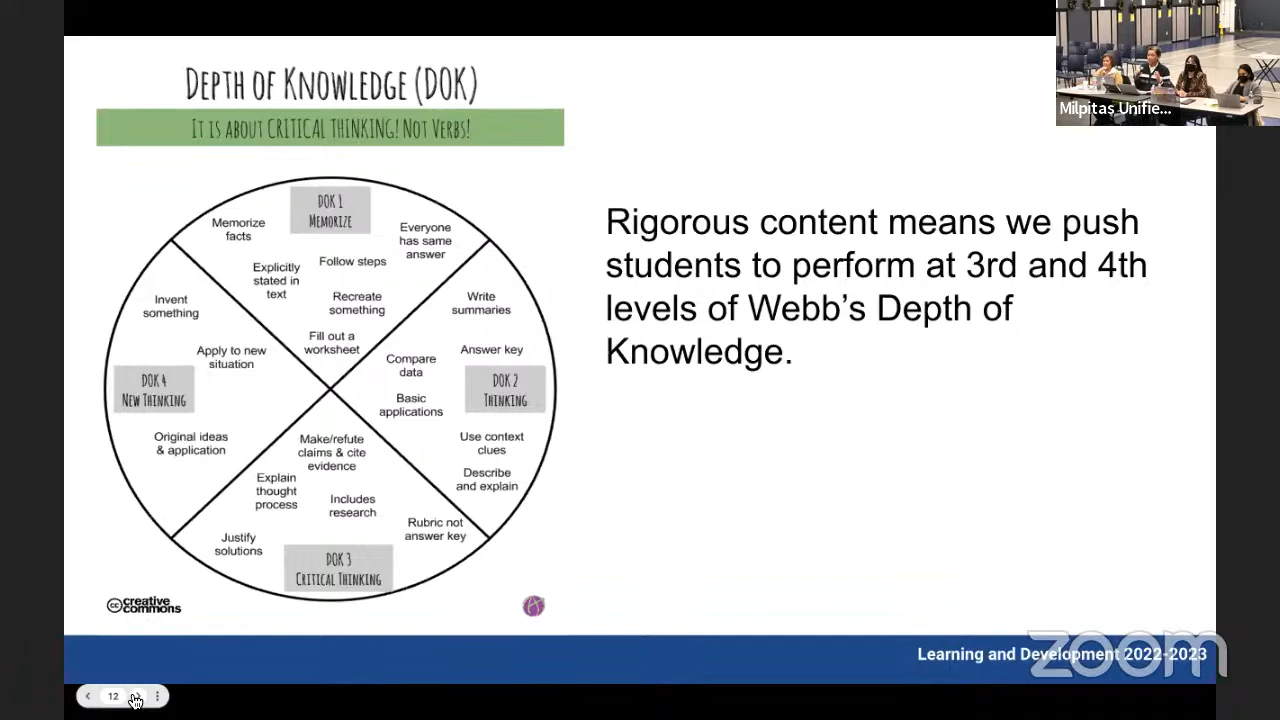 DEPTH OF KNOWLEDGE (DOK)
IT IS ABOUT CRITICAL THINKING! NOT VERBS!
DOK 1
MEMORIZE
Memorize
facts
Everyone
has same
answer
Explicitly
stated in
text
Follow steps
Recreate
something
Fill out a
worksheet
Write
summaries
Answer key
Compare
data
DOK 2
THINKING
Basic
applications
Use context
clues
Describe
and explain
Make/refute
claims & cite
evidence
Explain
thought
process
Includes
research
Rubric not
answer key
Justify
solutions
DOK 3
CRITICAL THINKING
Invent
something
Apply to new
situation
DOK 4
NEW THINKING
Original ideas
& application
cc creative
commons
Rigorous content means we push
students to perform at 3rd and 4th
levels of Webb's Depth of
Knowledge.
Milpitas Unifie...
Learning and Development 2022-2023
zoom
12